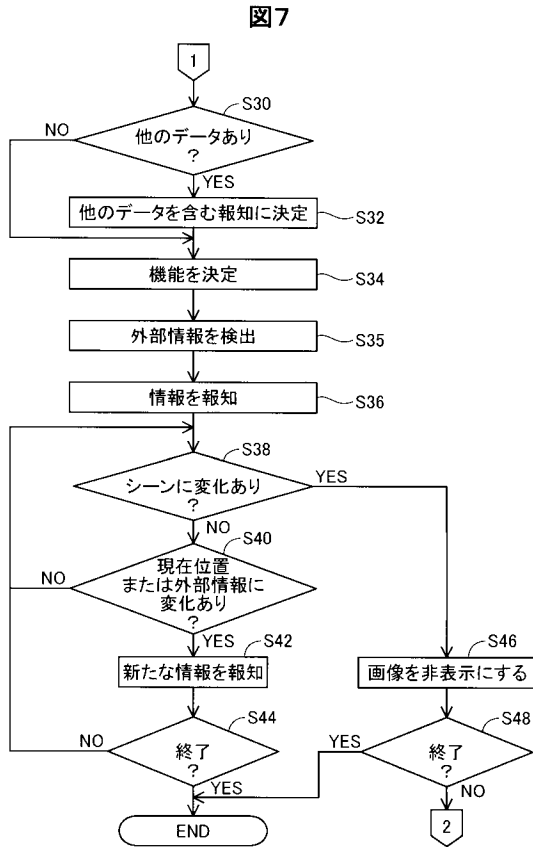 図7
1
S30
他のデータあり
?
NO
YES
他のデータを含む報知に決定
S32
機能を決定
S34
外部情報を検出
S35
情報を報知
S36
S38
シーンに変化あり
?
YES
NO
S40
現在位置
または外部情報に
変化あり
?
NO
YES
S42
新たな情報を報知
S46
画像を非表示にする
S44
終了
?
NO
YES
S48
終了
?
YES
NO
END
2